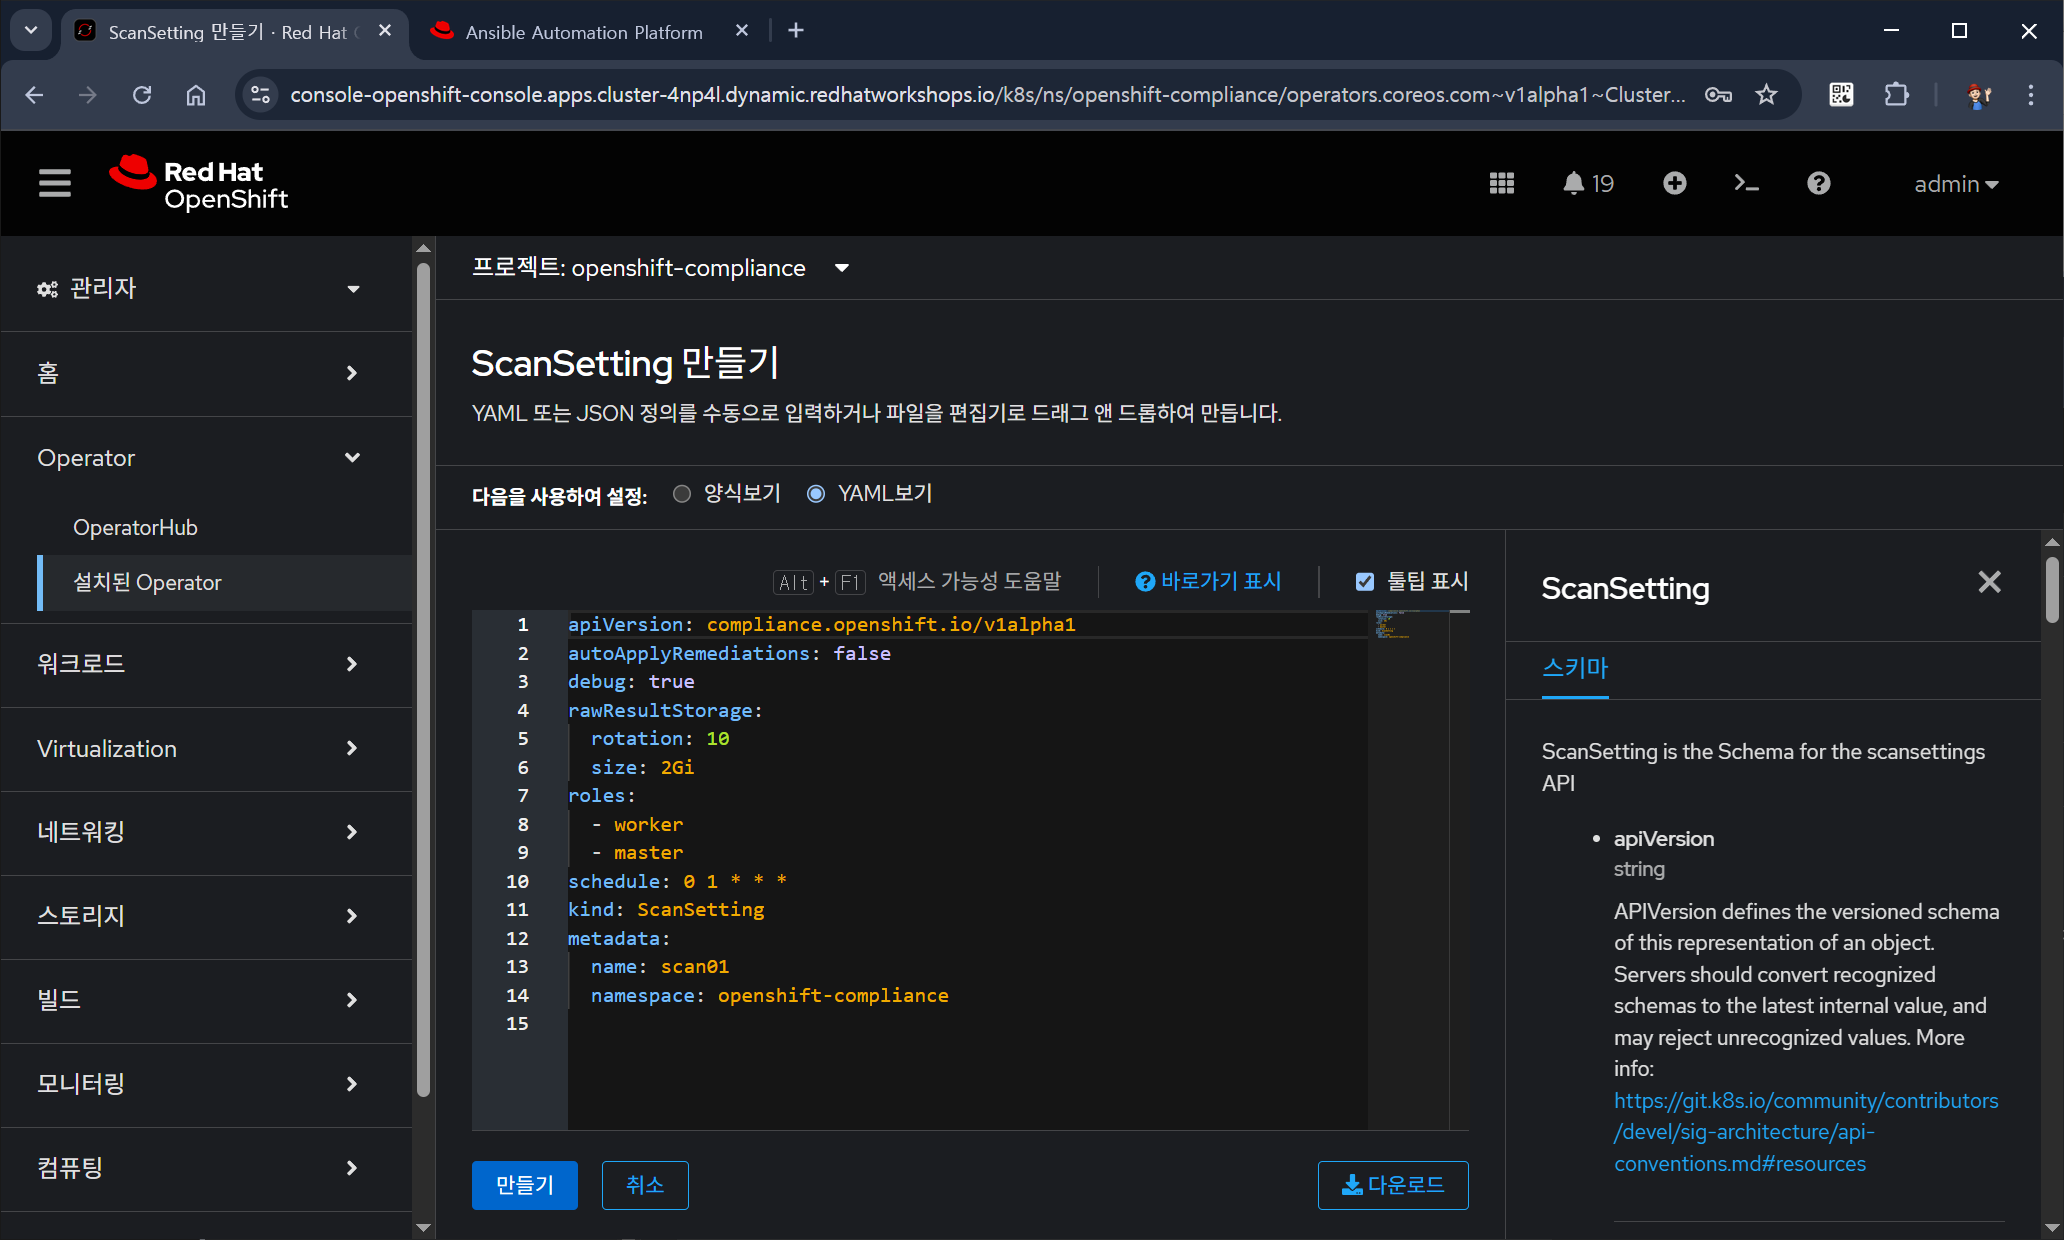 ScanSetting 만들기 · Red Hat
Ansible Automation Platform
console-openshift-console.apps.cluster-4np4l.dynamic.redhatworkshops.io/k8s/ns/openshift-compliance/operators.coreos.com~v1alpha1~Cluster...
Red Hat
OpenShift
19
admin
관리자
홈
Operator
OperatorHub
설치된 Operator
워크로드
Virtualization
네트워킹
스토리지
빌드
모니터링
컴퓨팅
프로젝트: openshift-compliance
ScanSetting 만들기
YAML 또는 JSON 정의를 수동으로 입력하거나 파일을 편집기로 드래그 앤 드롭하여 만듭니다.
다음을 사용하여 설정: 양식보기 YAML보기
Alt + F1 액세스 가능성 도움말 바로가기 표시 툴팁 표시
1 apiVersion: compliance.openshift.io/v1alpha1
2 autoApplyRemediations: false
3 debug: true
4 rawResultStorage:
5 rotation: 10
6 size: 2Gi
7 roles:
8 - worker
9 - master
10 schedule: 0 1 * * *
11 kind: ScanSetting
12 metadata:
13 name: scan01
14 namespace: openshift-compliance
15
만들기 취소 다운로드
ScanSetting
스키마
ScanSetting is the Schema for the scansettings
API
• apiVersion
string
APIVersion defines the versioned schema
of this representation of an object.
Servers should convert recognized
schemas to the latest internal value, and
may reject unrecognized values. More
info:
https://git.k8s.io/community/contributors
/devel/sig-architecture/api-
conventions.md#resources